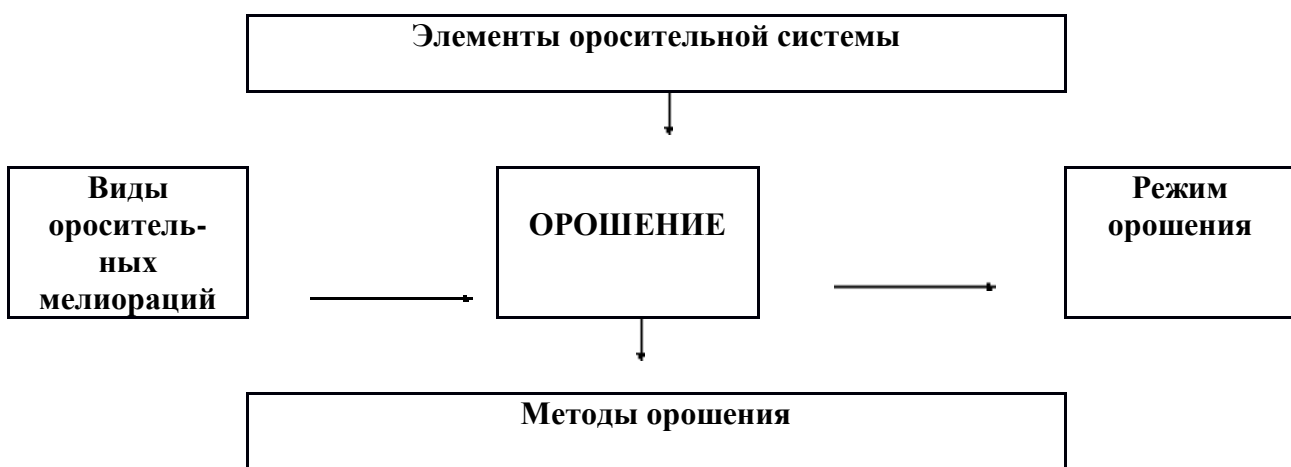 Элементы оросительной системы
Виды
ороситель-
ных
мелиораций
ОРОШЕНИЕ
Режим
орошения
Методы орошения